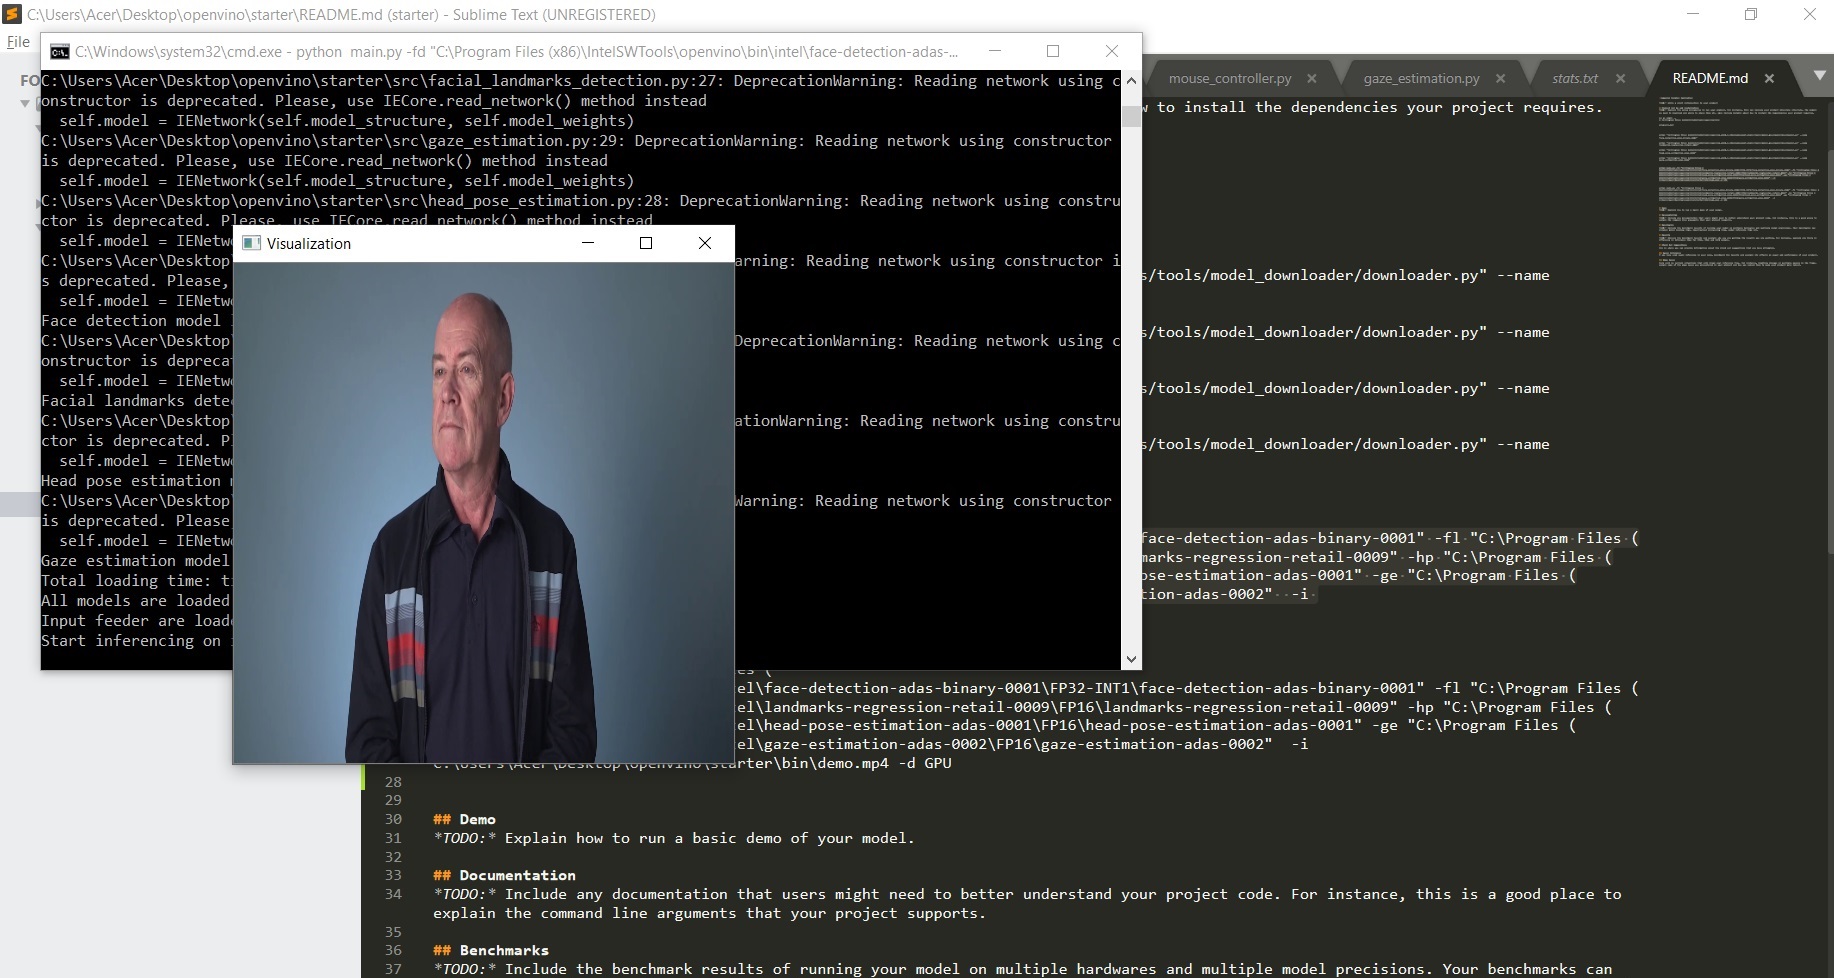 C:\Users\Acer\Desktop\openvino\starter\README.md (starter) - Sublime Text (UNREGISTERED)
File
FO
C:\Windows\system32\cmd.exe - python  main.py -fd "C:\Program Files (x86)\IntelSWTools\openvino\bin\intel\face-detection-adas-...
C:\Users\Acer\Desktop\openvino\starter\src\facial_landmarks_detection.py:27: DeprecationWarning: Reading network using c
onstructor is deprecated. Please, use IECore.read_network() method instead
self.model = IENetwork(self.model_structure, self.model_weights)
C:\Users\Acer\Desktop\openvino\starter\src\gaze_estimation.py:29: DeprecationWarning: Reading network using constructor
is deprecated. Please, use IECore.read_network() method instead
self.model = IENetwork(self.model_structure, self.model_weights)
C:\Users\Acer\Desktop\openvino\starter\src\head_pose_estimation.py:28: DeprecationWarning: Reading network using constru
ctor is deprecated. Please, use IECore.read_network() method instead
self.model = IENetw
C:\Users\Acer\Desktop\ arning: Reading network using constructor i
s deprecated. Please,
self.model = IENetw
Face detection model
C:\Users\Acer\Desktop\ DeprecationWarning: Reading network using c
onstructor is depreca
self.model = IENetw
Facial landmarks dete
C:\Users\Acer\Desktop\ ationWarning: Reading network using constru
ctor is deprecated. P
self.model = IENetw
Head pose estimation
C:\Users\Acer\Desktop\ Warning: Reading network using constructor
is deprecated. Please
self.model = IENetw
Gaze estimation model
Total loading time: t
All models are loaded
Input feeder are load
Start inferencing on
Visualization
mouse_controller.py
gaze_estimation.py
stats.txt
README.md
w to install the dependencies your project requires.
s/tools/model_downloader/downloader.py" --name
s/tools/model_downloader/downloader.py" --name
s/tools/model_downloader/downloader.py" --name
s/tools/model_downloader/downloader.py" --name
face-detection-adas-binary-0001" -fl "C:\Program Files (
marks-regression-retail-0009" -hp "C:\Program Files (
ose-estimation-adas-0001" -ge "C:\Program Files (
tion-adas-0002"  -i
es (
el\face-detection-adas-binary-0001\FP32-INT1\face-detection-adas-binary-0001" -fl "C:\Program Files (
el\landmarks-regression-retail-0009\FP16\landmarks-regression-retail-0009" -hp "C:\Program Files (
el\head-pose-estimation-adas-0001\FP16\head-pose-estimation-adas-0001" -ge "C:\Program Files (
el\gaze-estimation-adas-0002\FP16\gaze-estimation-adas-0002"  -i
C:\Users\Acer\Desktop\openvino\starter\bin\demo.mp4 -d GPU
28
29
30 ## Demo
31 *TODO:* Explain how to run a basic demo of your model.
32
33 ## Documentation
34 *TODO:* Include any documentation that users might need to better understand your project code. For instance, this is a good place to
explain the command line arguments that your project supports.
35
36 ## Benchmarks
37 *TODO:* Include the benchmark results of running your model on multiple hardwares and multiple model precisions. Your benchmarks can